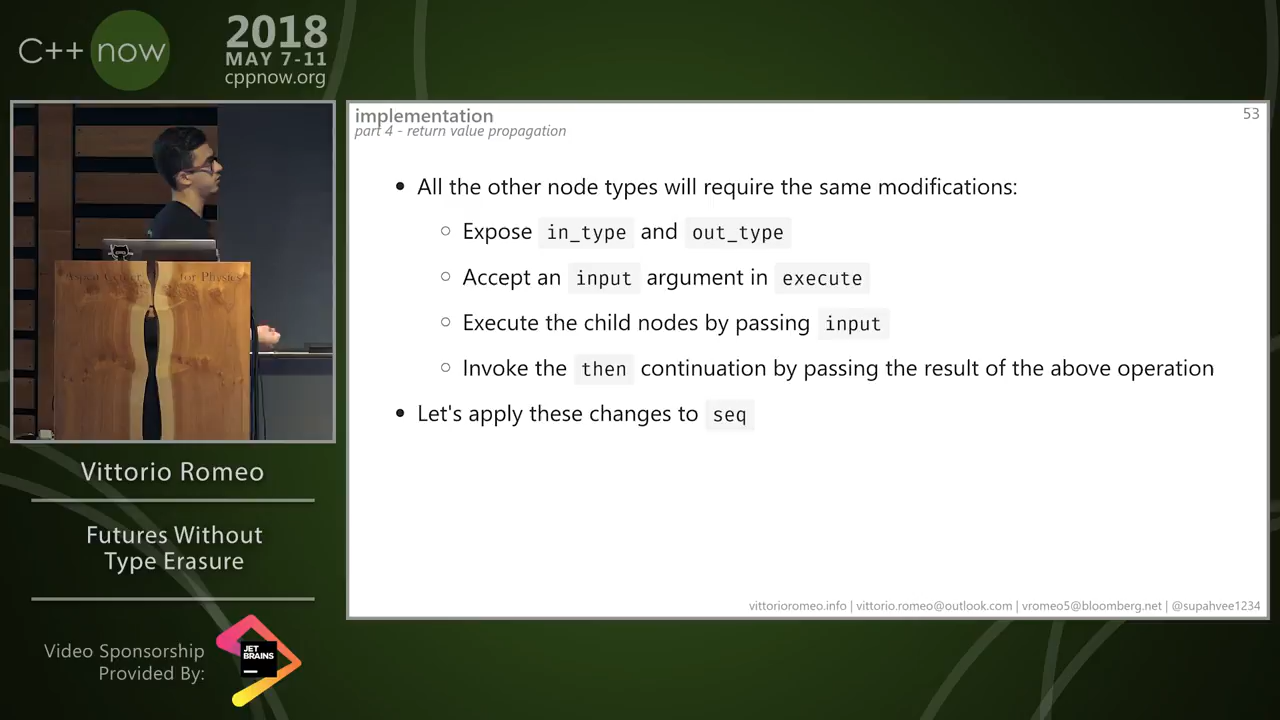 C++ now
2018
MAY 7-11
cppnow.org
implementation
part 4 - return value propagation
53
• All the other node types will require the same modifications:
○ Expose in_type and out_type
○ Accept an input argument in execute
○ Execute the child nodes by passing input
○ Invoke the then continuation by passing the result of the above operation
• Let's apply these changes to seq
for Physics
Vittorio Romeo
Futures Without
Type Erasure
Video Sponsorship
Provided By:
JET
BRAINS
vittorioromeo.info | vittorio.romeo@outlook.com | vromeo5@bloomberg.net | @supahvee1234